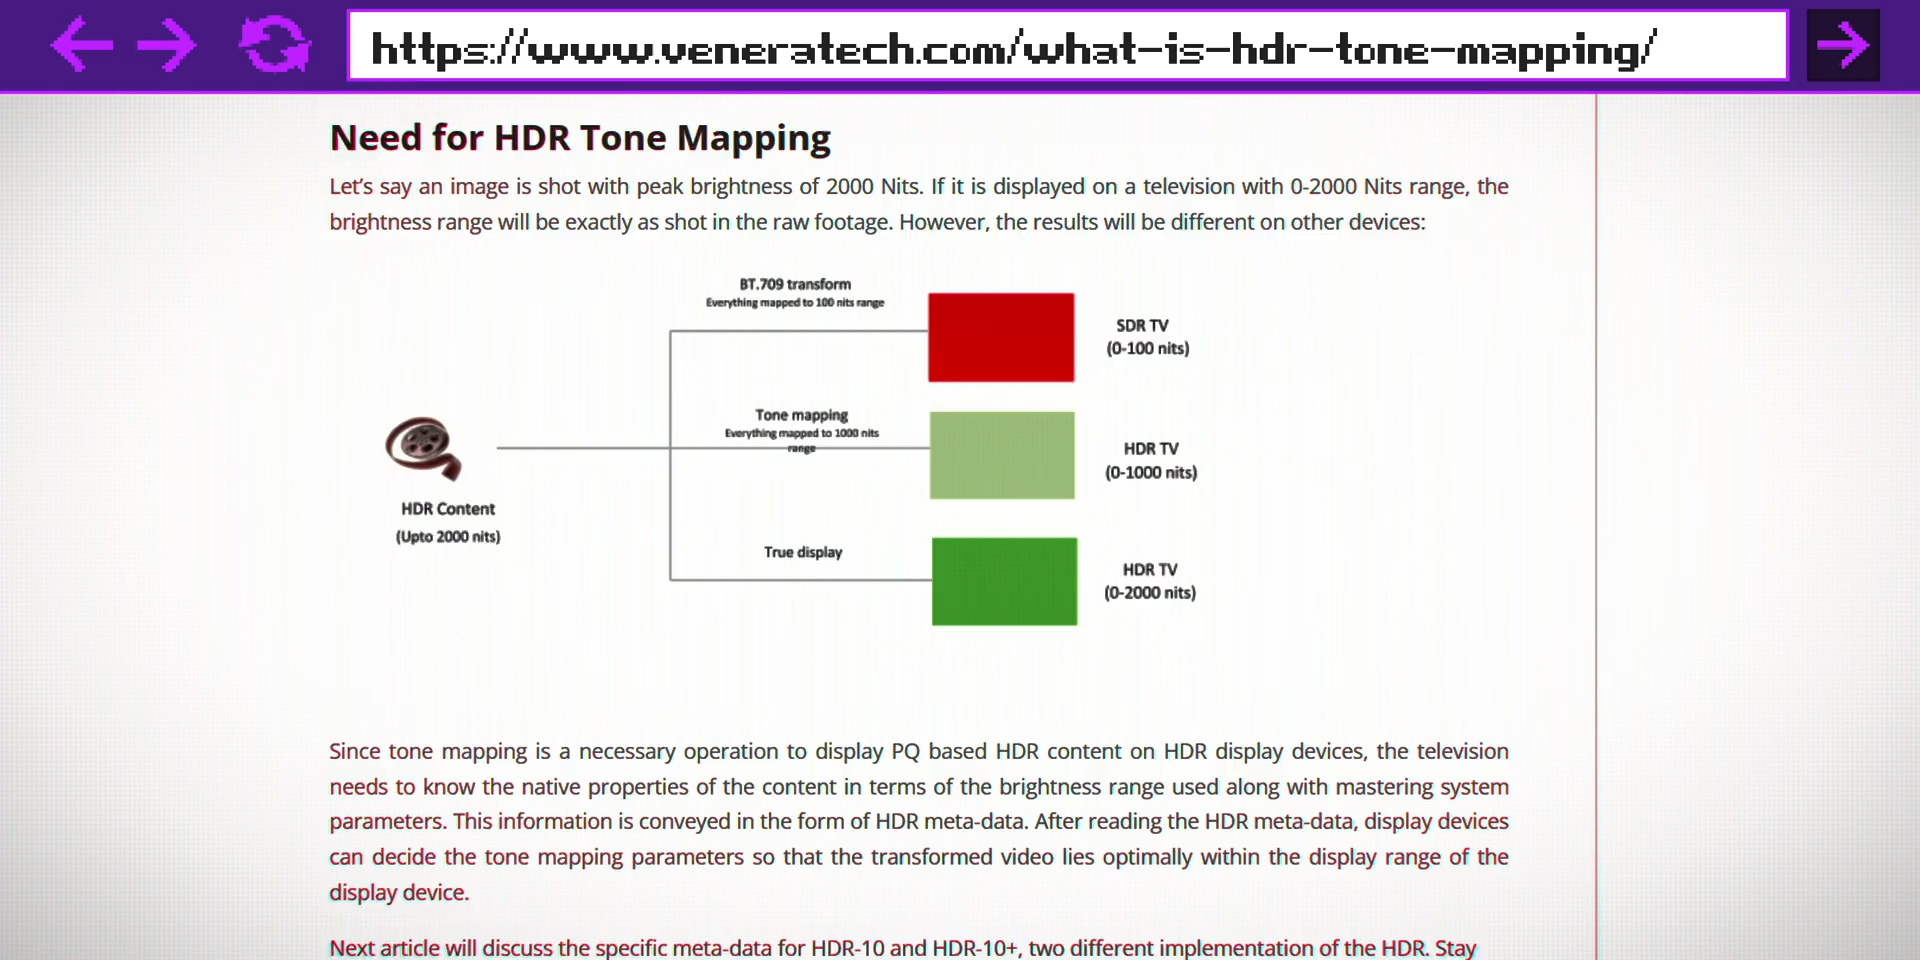 https://www.veneratech.com/what-is-hdr-tone-mapping/
Need for HDR Tone Mapping
Let's say an image is shot with peak brightness of 2000 Nits. If it is displayed on a television with 0-2000 Nits range, the
brightness range will be exactly as shot in the raw footage. However, the results will be different on other devices:
BT.709 transform
Everything mapped to 100 nits range
SDR TV
(0-100 nits)
Tone mapping
Everything mapped to 1000 nits
range
HDR TV
(0-1000 nits)
HDR Content
(Upto 2000 nits)
True display
HDR TV
(0-2000 nits)
Since tone mapping is a necessary operation to display PQ based HDR content on HDR display devices, the television
needs to know the native properties of the content in terms of the brightness range used along with mastering system
parameters. This information is conveyed in the form of HDR meta-data. After reading the HDR meta-data, display devices
can decide the tone mapping parameters so that the transformed video lies optimally within the display range of the
display device.
Next article will discuss the specific meta-data for HDR-10 and HDR-10+, two different implementation of the HDR. Stay